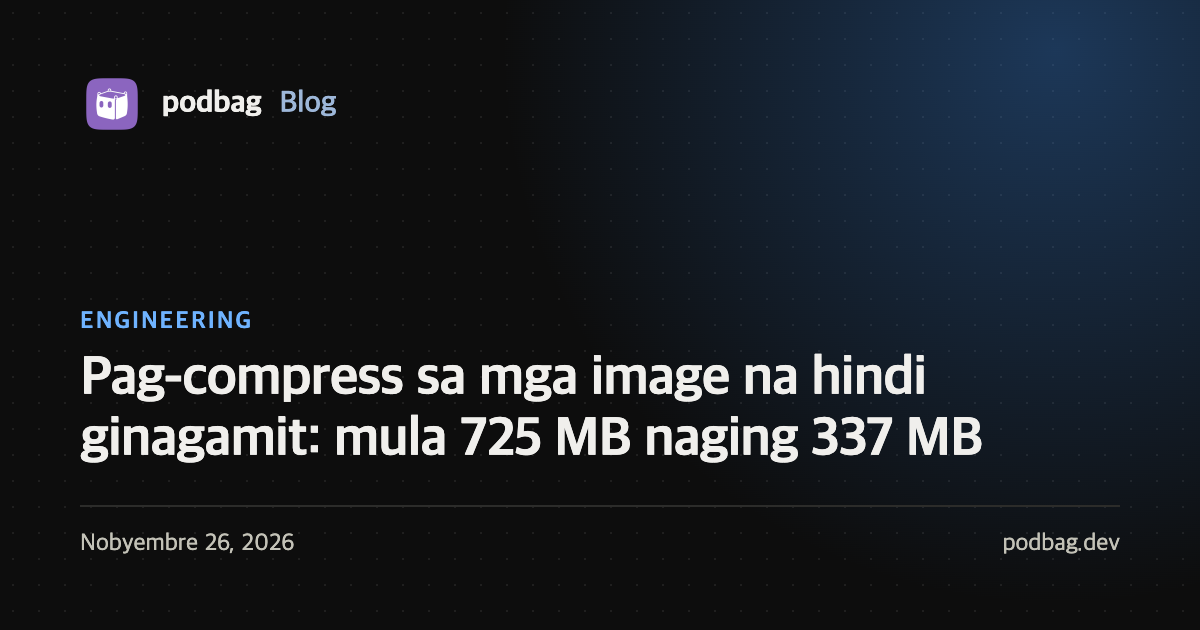 podbag Blog
ENGINEERING
Pag-compress sa mga image na hindi
ginagamit: mula 725 MB naging 337 MB
Nobyembre 26, 2026
podbag.dev